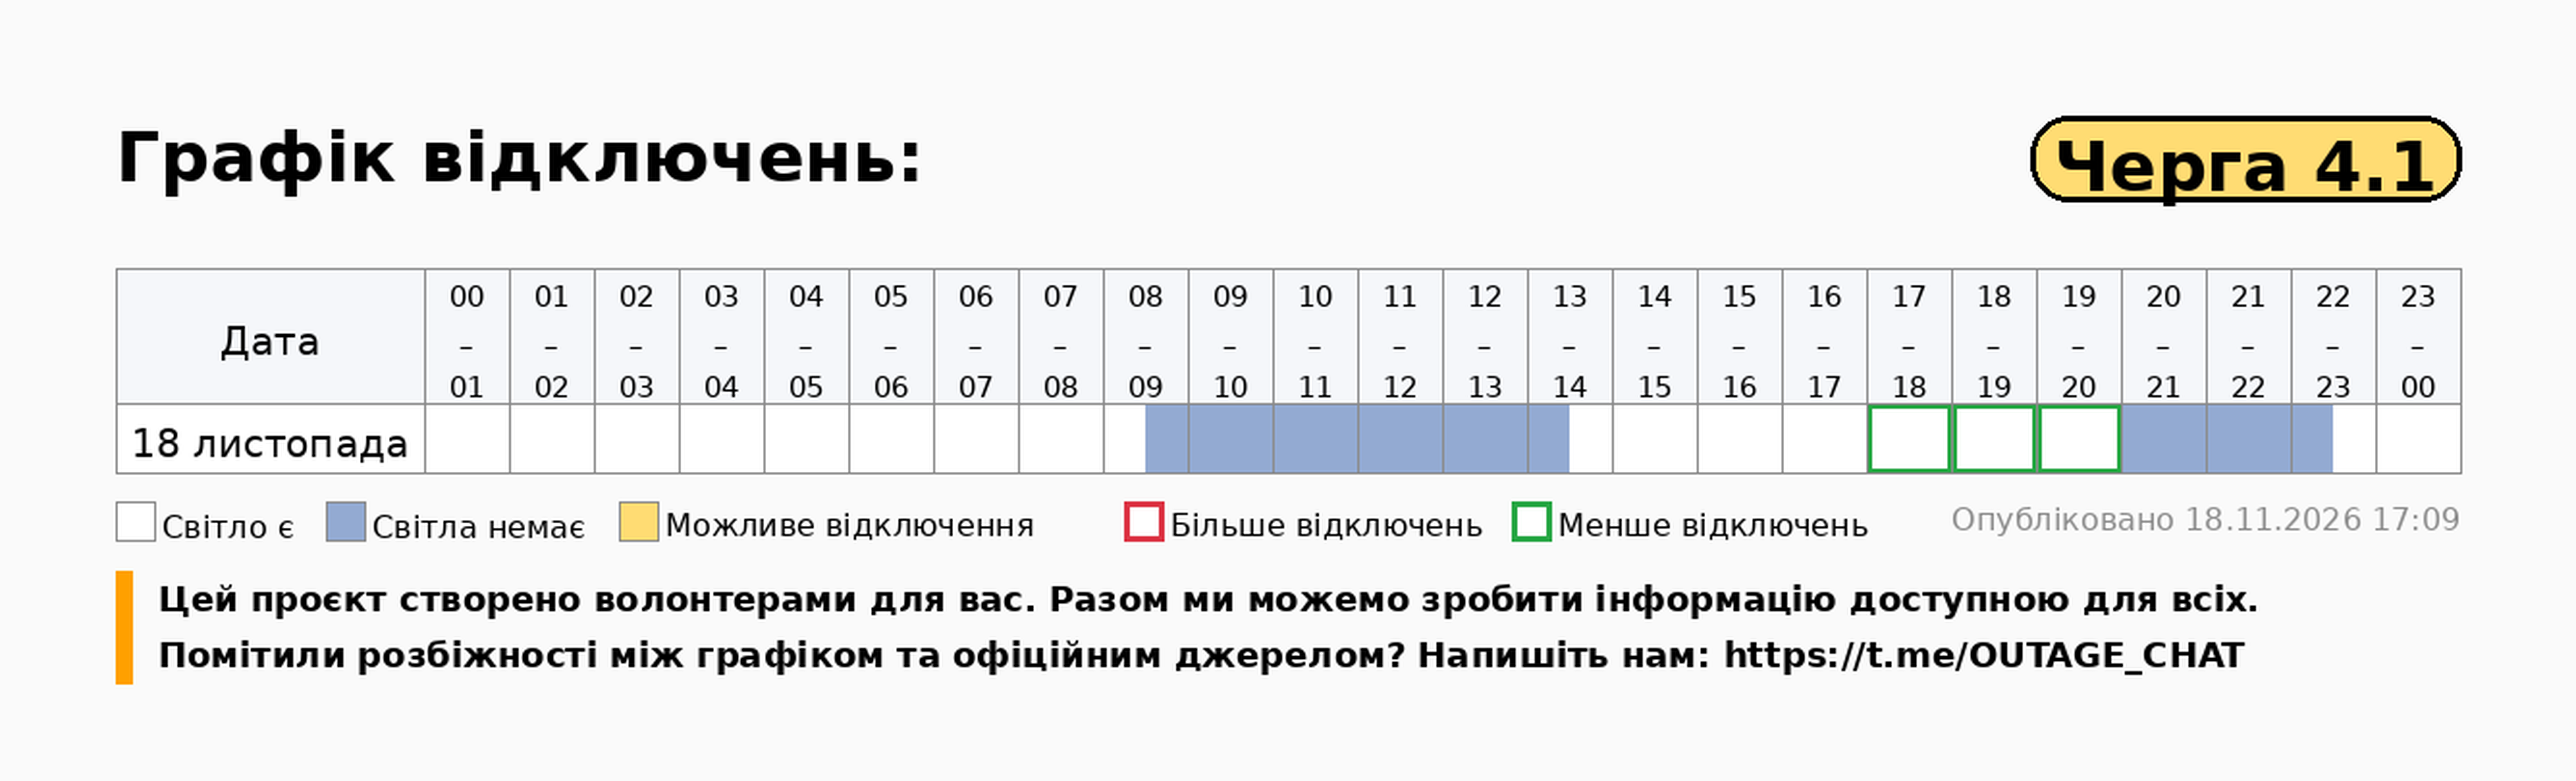 Графік відключень:
Черга 4.1
Дата
00 – 01
01 – 02
02 – 03
03 – 04
04 – 05
05 – 06
06 – 07
07 – 08
08 – 09
09 – 10
10 – 11
11 – 12
12 – 13
13 – 14
14 – 15
15 – 16
16 – 17
17 – 18
18 – 19
19 – 20
20 – 21
21 – 22
22 – 23
23 – 00
18 листопада
Світло є
Світла немає
Можливе відключення
Більше відключень
Менше відключень
Опубліковано 18.11.2026 17:09
Цей проєкт створено волонтерами для вас. Разом ми можемо зробити інформацію доступною для всіх.
Помітили розбіжності між графіком та офіційним джерелом? Напишіть нам: https://t.me/OUTAGE_CHAT